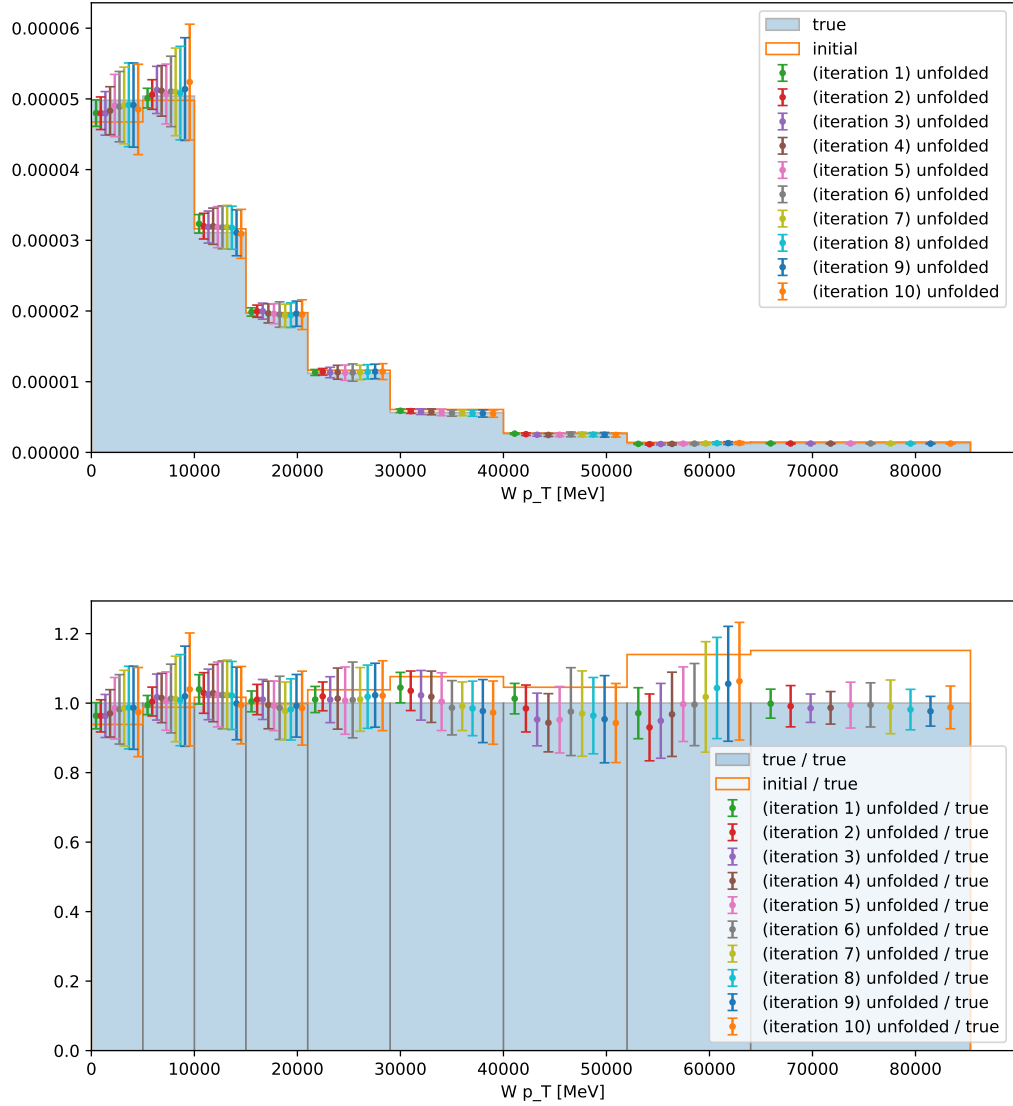 0.00006
0.00005
0.00004
0.00003
0.00002
0.00001
0.00000
0
10000
20000
30000
40000
50000
60000
70000
80000
W p_T [MeV]
true
initial
(iteration 1) unfolded
(iteration 2) unfolded
(iteration 3) unfolded
(iteration 4) unfolded
(iteration 5) unfolded
(iteration 6) unfolded
(iteration 7) unfolded
(iteration 8) unfolded
(iteration 9) unfolded
(iteration 10) unfolded
1.2
1.0
0.8
0.6
0.4
0.2
0.0
0
10000
20000
30000
40000
50000
60000
70000
80000
W p_T [MeV]
true / true
initial / true
(iteration 1) unfolded / true
(iteration 2) unfolded / true
(iteration 3) unfolded / true
(iteration 4) unfolded / true
(iteration 5) unfolded / true
(iteration 6) unfolded / true
(iteration 7) unfolded / true
(iteration 8) unfolded / true
(iteration 9) unfolded / true
(iteration 10) unfolded / true